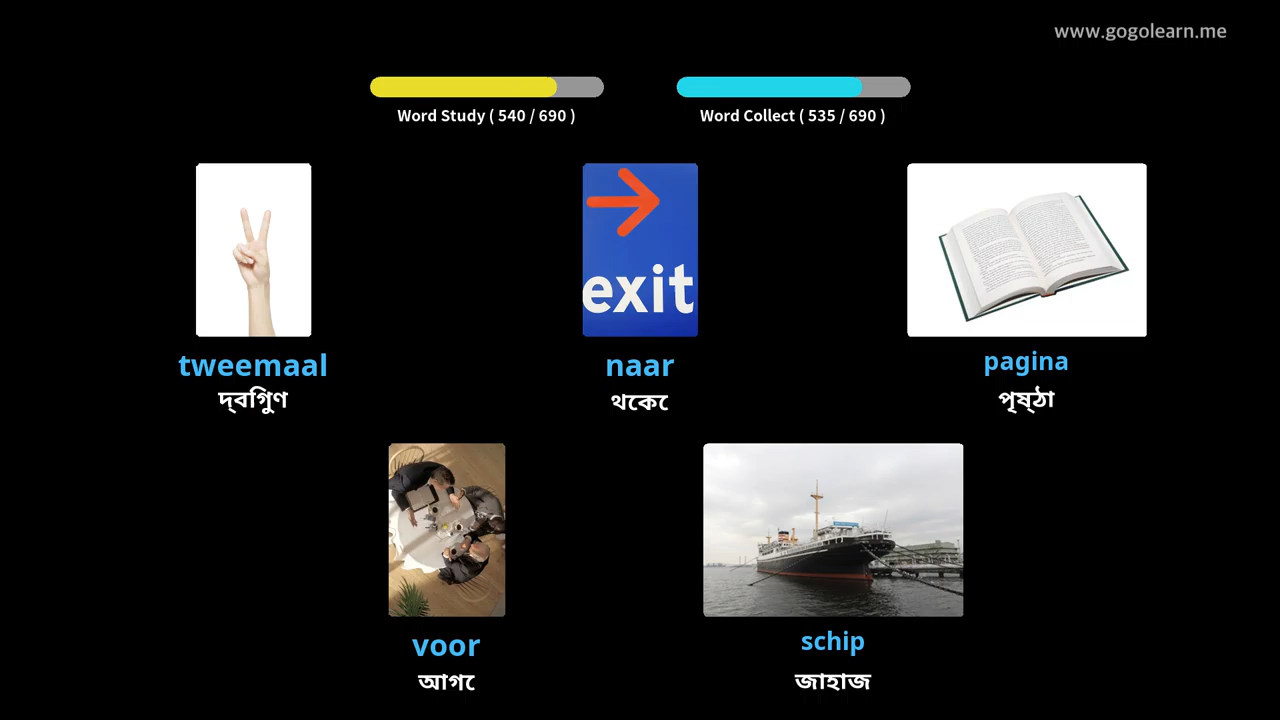 www.gogolearn.me
Word Study ( 540 / 690 )
Word Collect ( 535 / 690 )
exit
tweemaal
দ্বিগুণ
naar
থেকে
pagina
পৃষ্ঠা
voor
আগে
schip
জাহাজ